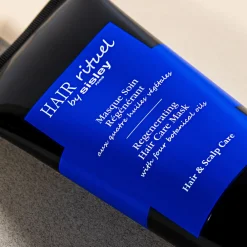 HAIR rituel
by sisley
PARIS
Masque Soin
Régénérant
aux quatre huiles végétales
Regenerating
Hair Care Mask
with four botanical oils
Hair & Scalp Care